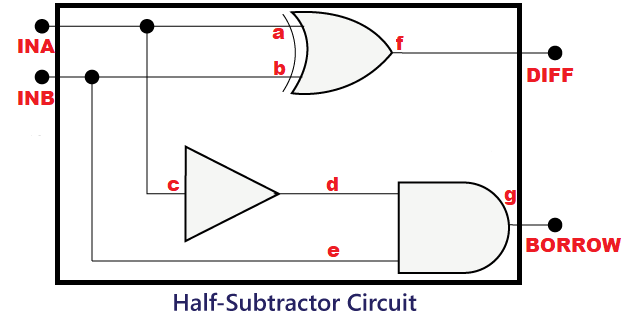 INA
a
f
b
INB
DIFF
c
d
g
e
BORROW
Half-Subtractor Circuit